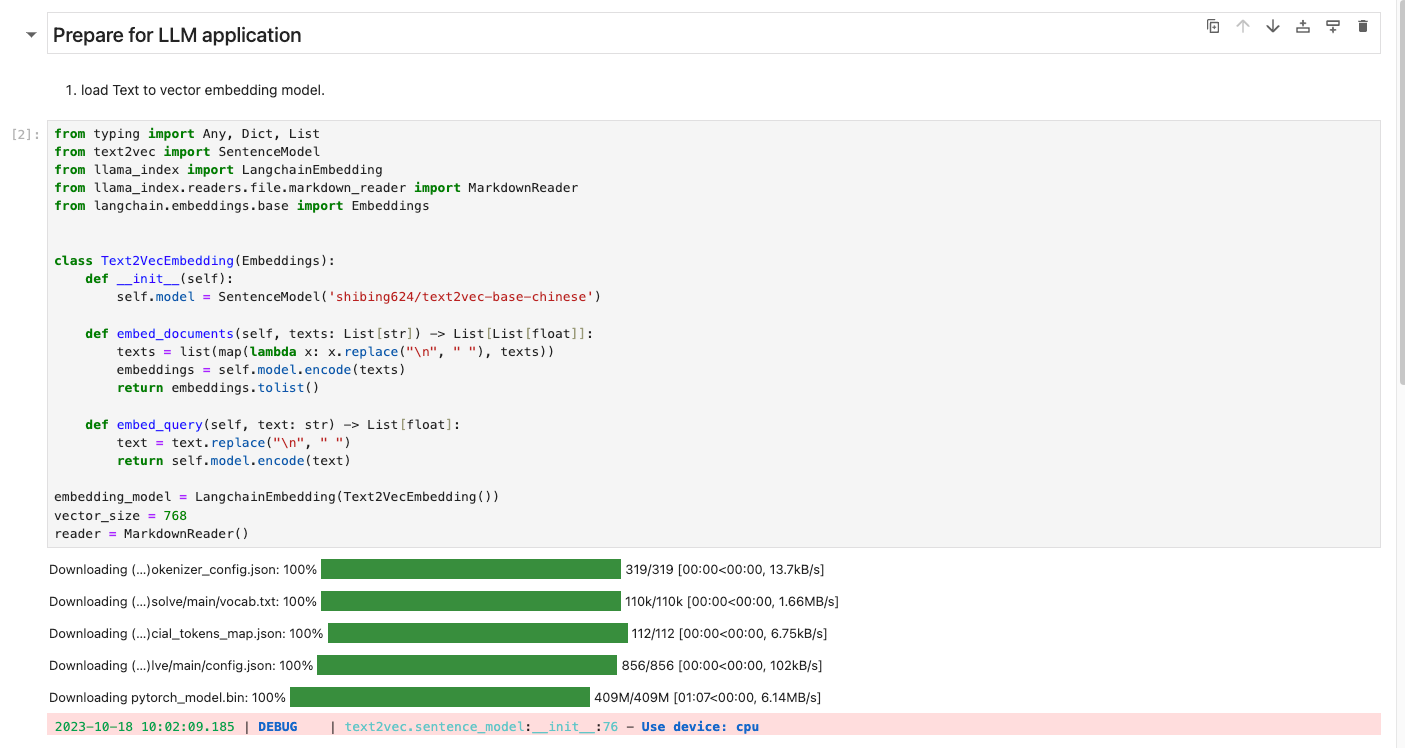 Prepare for LLM application
1. load Text to vector embedding model.
[2]:
from typing import Any, Dict, List
from text2vec import SentenceModel
from llama_index import LangchainEmbedding
from llama_index.readers.file.markdown_reader import MarkdownReader
from langchain.embeddings.base import Embeddings
class Text2VecEmbedding(Embeddings):
    def __init__(self):
        self.model = SentenceModel('shibing624/text2vec-base-chinese')
    def embed_documents(self, texts: List[str]) -> List[List[float]]:
        texts = list(map(lambda x: x.replace("\n", " "), texts))
        embeddings = self.model.encode(texts)
        return embeddings.tolist()
    def embed_query(self, text: str) -> List[float]:
        text = text.replace("\n", " ")
        return self.model.encode(text)
embedding_model = LangchainEmbedding(Text2VecEmbedding())
vector_size = 768
reader = MarkdownReader()
Downloading (…)okenizer_config.json: 100% 319/319 [00:00<00:00, 13.7kB/s]
Downloading (…)solve/main/vocab.txt: 100% 110k/110k [00:00<00:00, 1.66MB/s]
Downloading (…)cial_tokens_map.json: 100% 112/112 [00:00<00:00, 6.75kB/s]
Downloading (…)lve/main/config.json: 100% 856/856 [00:00<00:00, 102kB/s]
Downloading pytorch_model.bin: 100% 409M/409M [01:07<00:00, 6.14MB/s]
2023-10-18 10:02:09.185 | DEBUG    | text2vec.sentence_model:__init__:76 - Use device: cpu